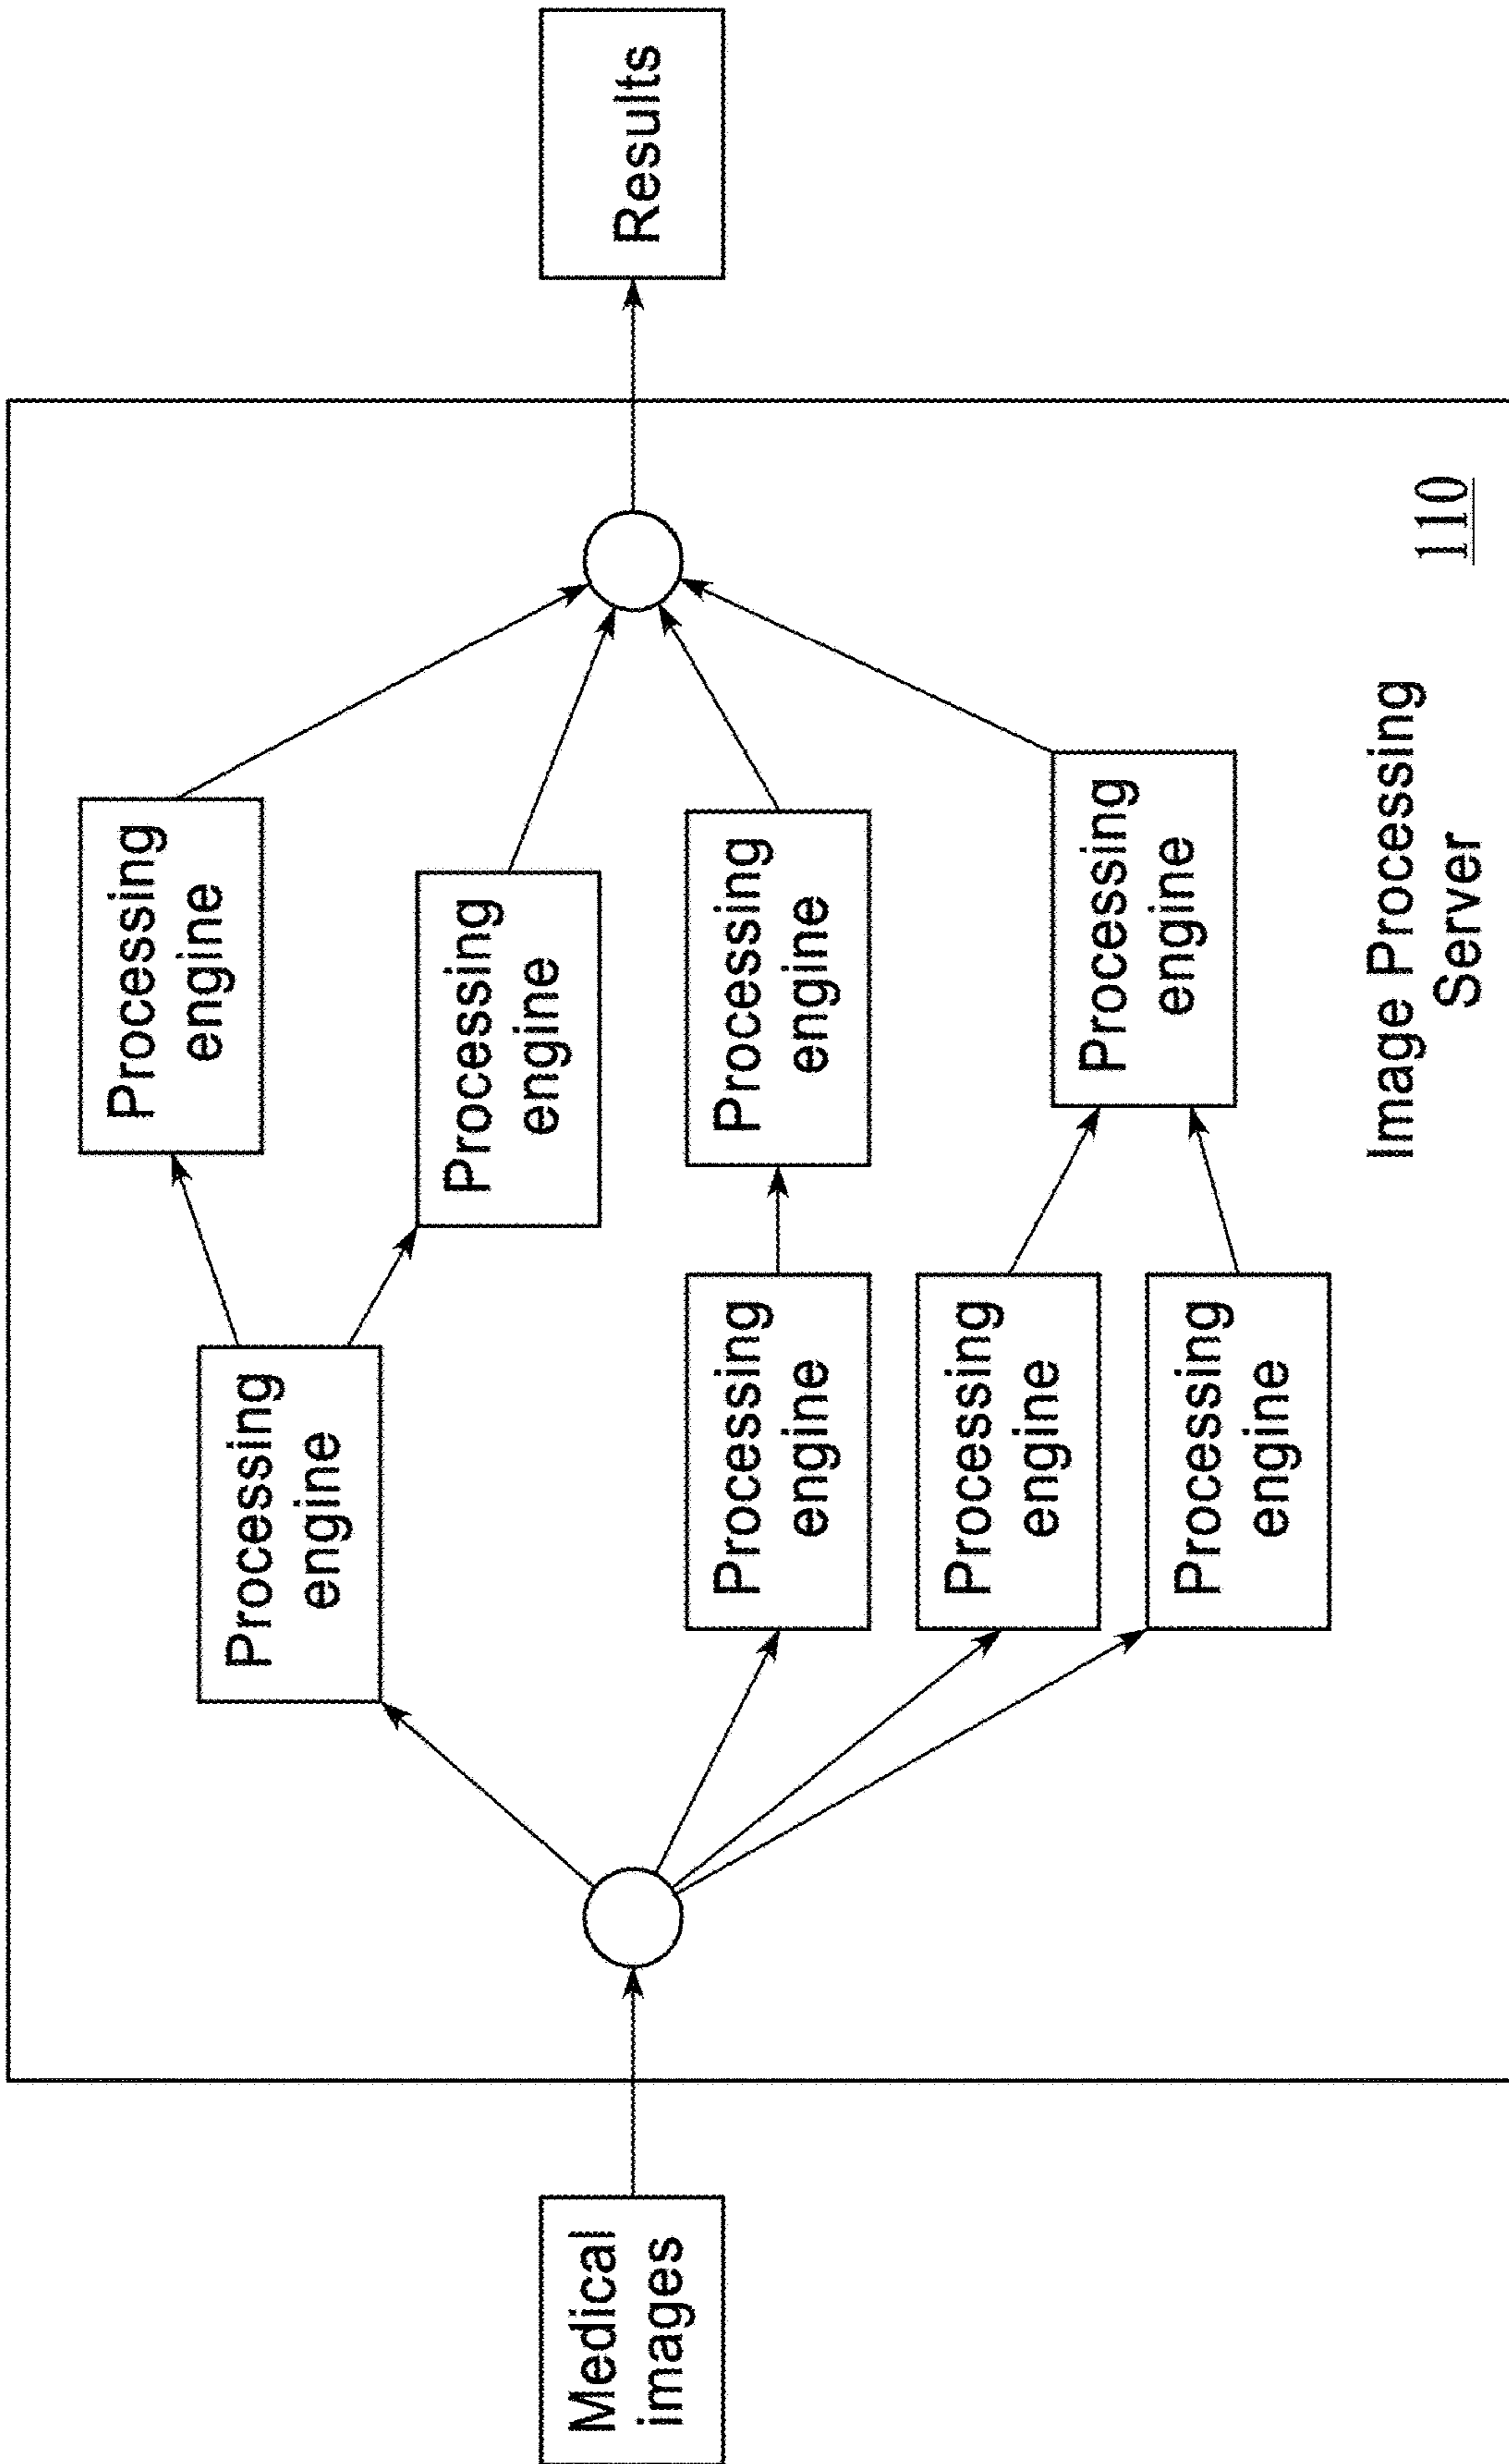 Medical
images
Processing
engine
Processing
engine
Processing
engine
Processing
engine
Processing
engine
Processing
engine
Processing
engine
Processing
engine
Results
Image Processing
Server
110